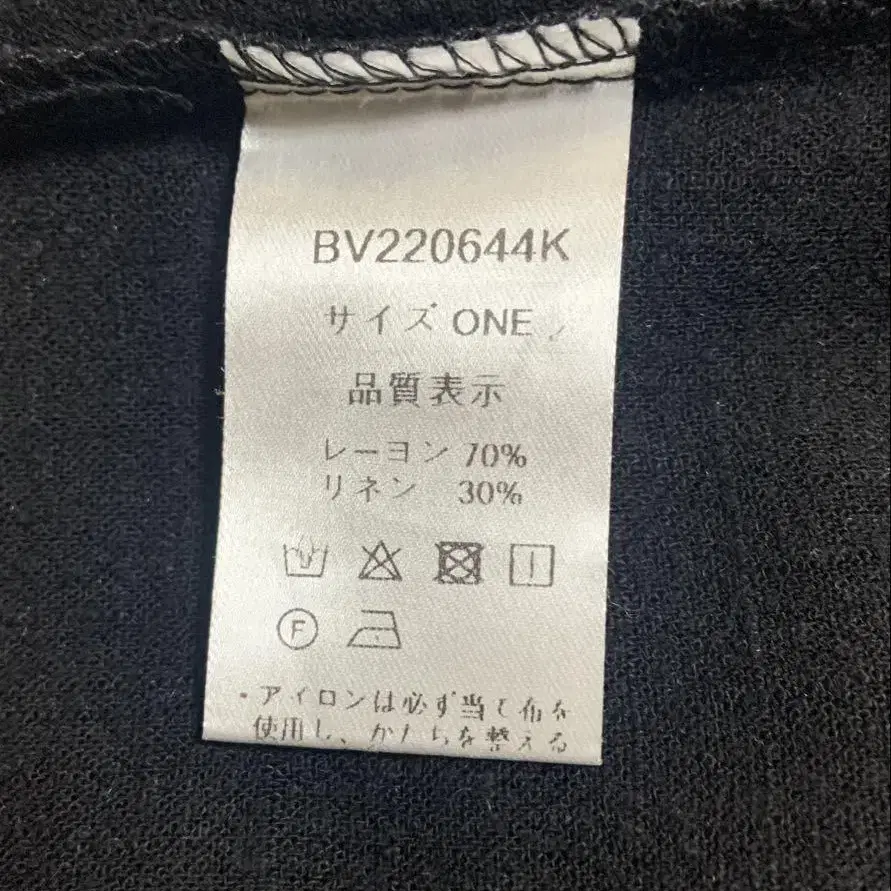 BV220644K
サイズ ONE
品質表示
レーヨン 70%
リネン 30%
F
・アイロンは必ず当て布を
使用し、かたちを整える